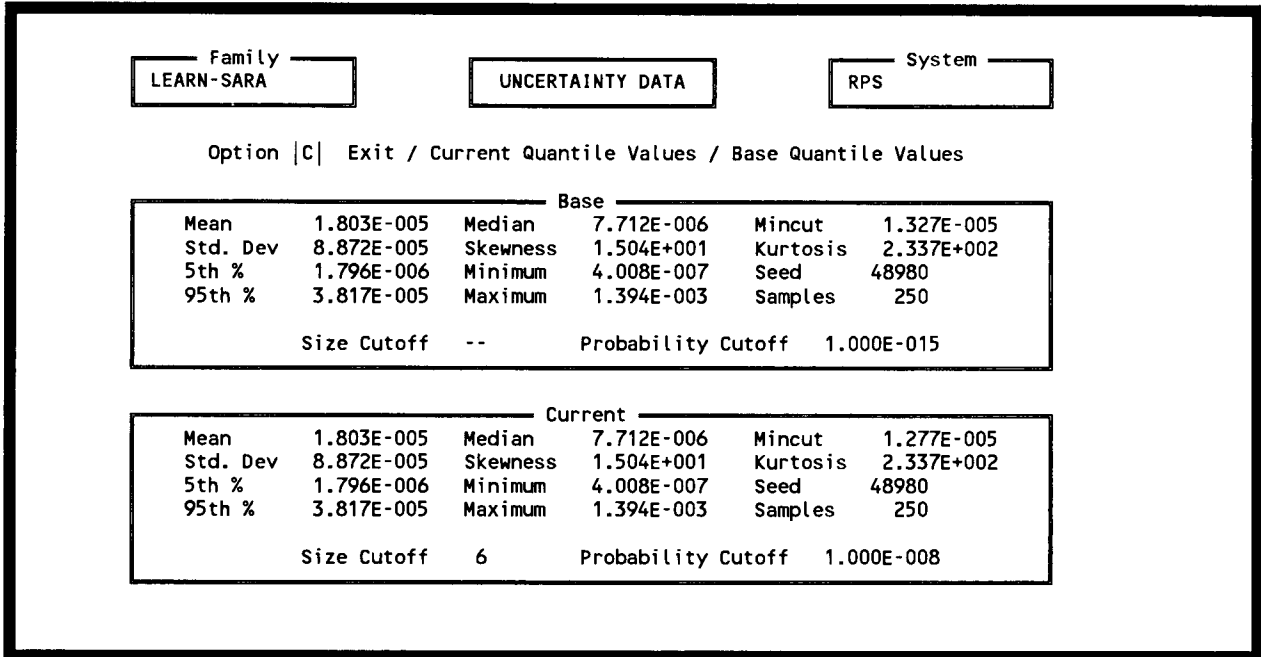 Family System
LEARN-SARA UNCERTAINTY DATA RPS
Option |C| Exit / Current Quantile Values / Base Quantile Values
Base
Mean 1.803E-005 Median 7.712E-006 Mincut 1.327E-005
Std. Dev 8.872E-005 Skewness 1.504E+001 Kurtosis 2.337E+002
5th % 1.796E-006 Minimum 4.008E-007 Seed 48980
95th % 3.817E-005 Maximum 1.394E-003 Samples 250
Size Cutoff -- Probability Cutoff 1.000E-015
Current
Mean 1.803E-005 Median 7.712E-006 Mincut 1.277E-005
Std. Dev 8.872E-005 Skewness 1.504E+001 Kurtosis 2.337E+002
5th % 1.796E-006 Minimum 4.008E-007 Seed 48980
95th % 3.817E-005 Maximum 1.394E-003 Samples 250
Size Cutoff 6 Probability Cutoff 1.000E-008